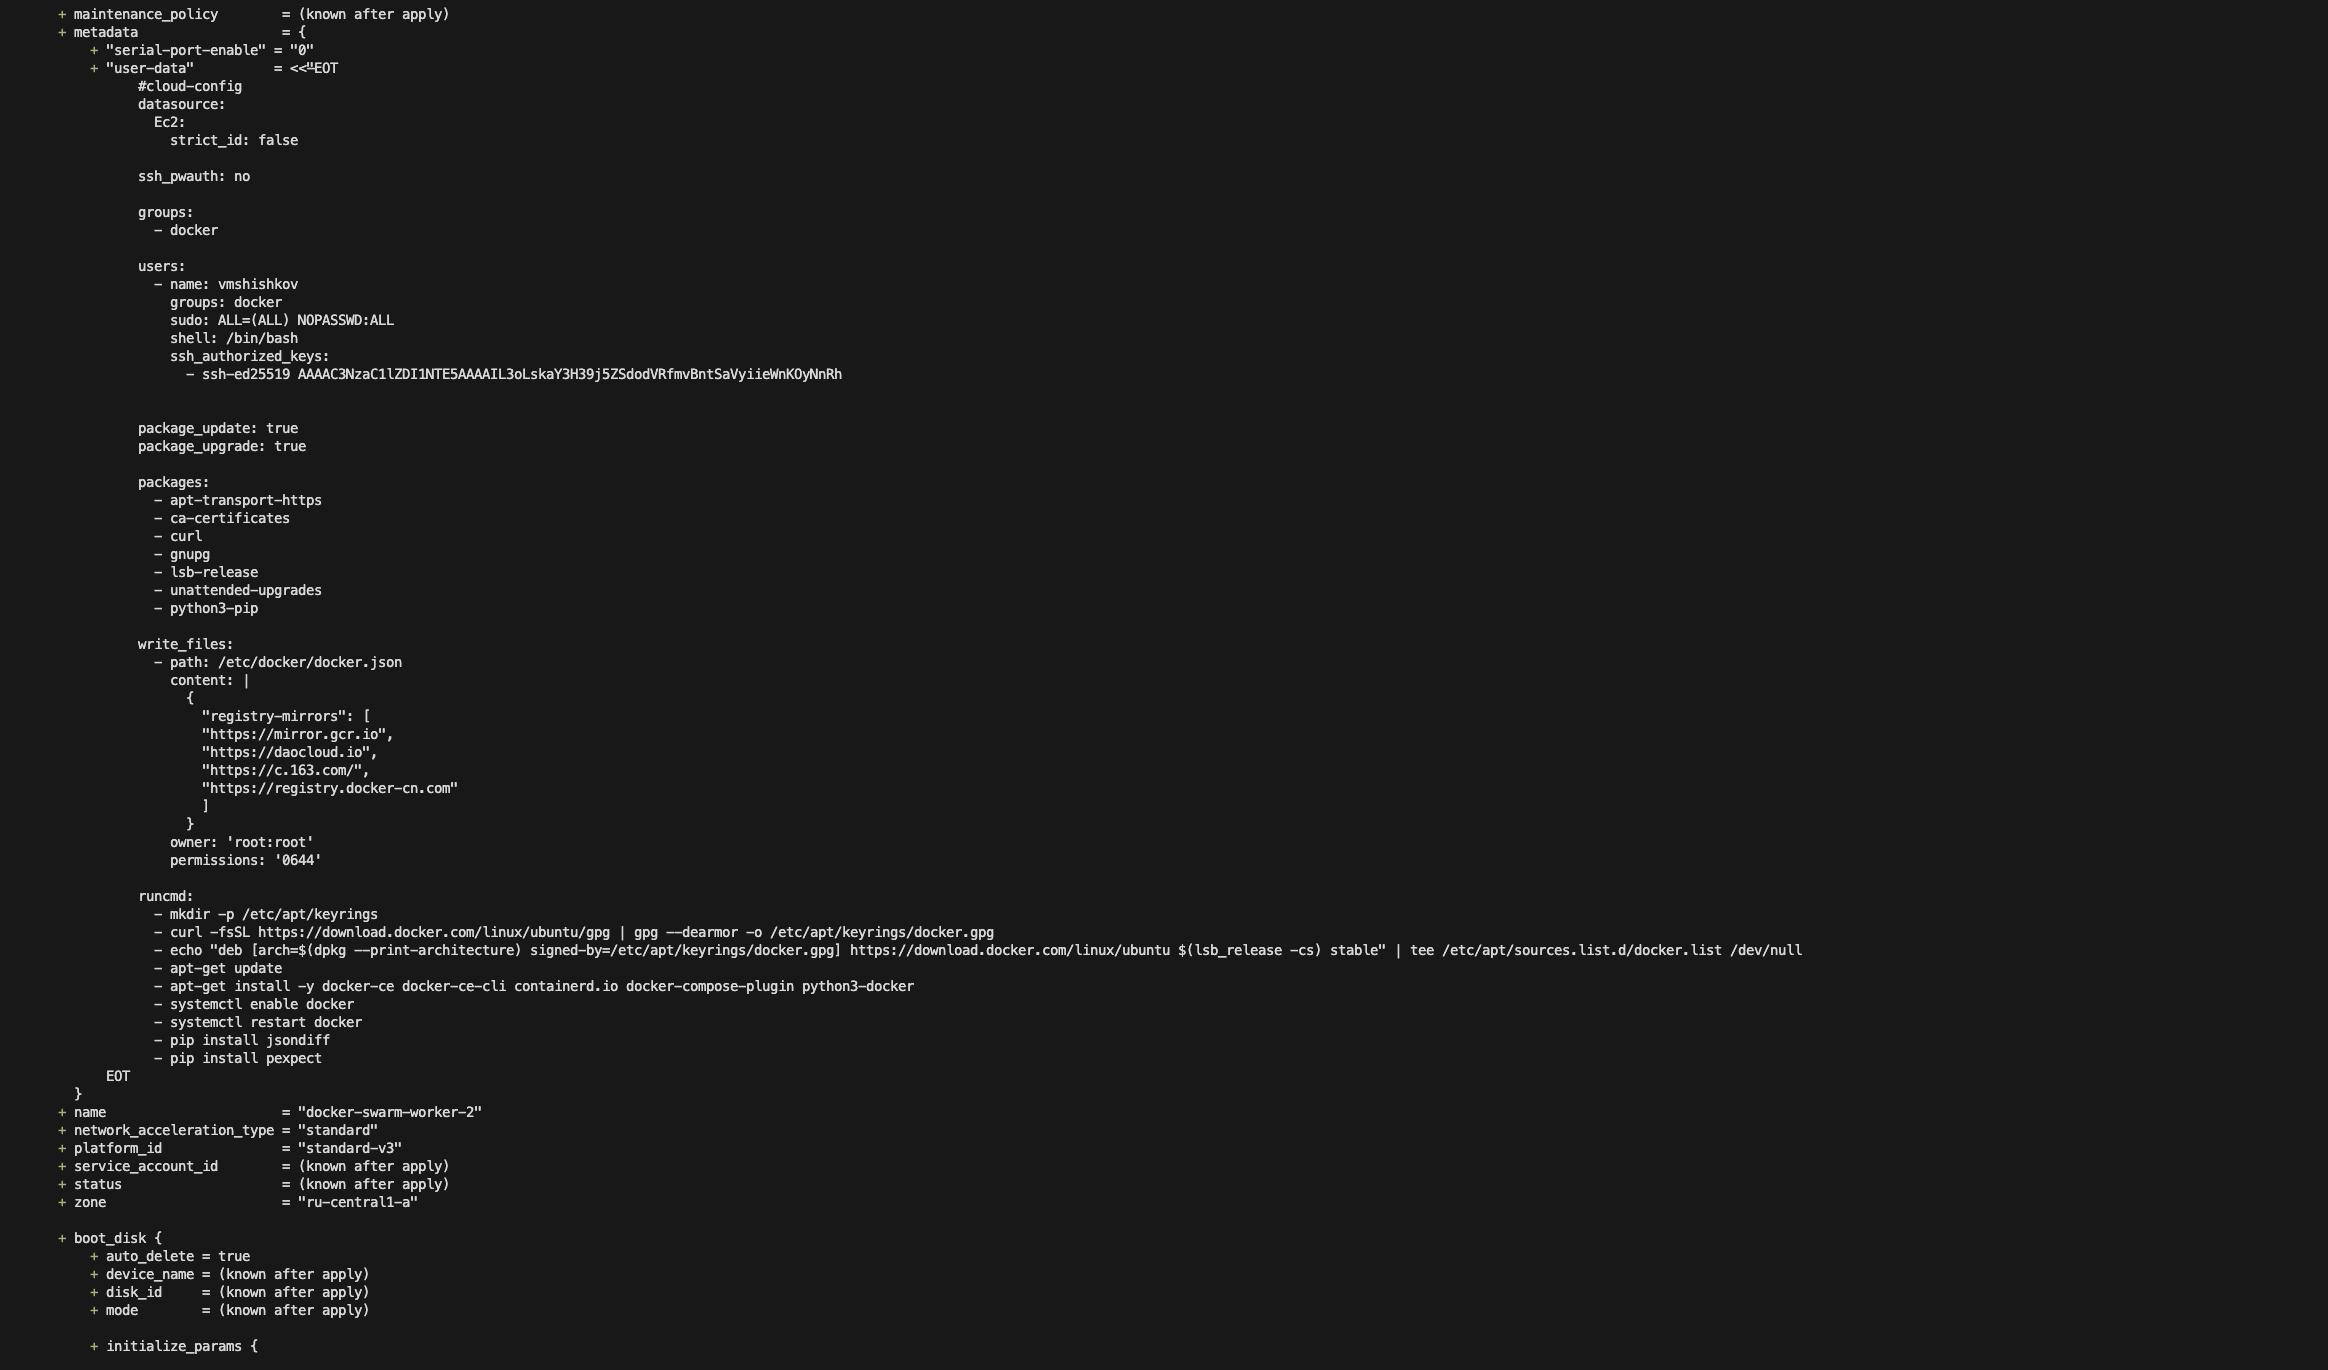 + maintenance_policy        = (known after apply)
+ metadata                  = {
    + "serial-port-enable" = "0"
    + "user-data"          = <<-EOT
          #cloud-config
          datasource:
            Ec2:
              strict_id: false

          ssh_pwauth: no

          groups:
            - docker

          users:
            - name: vmshishkov
              groups: docker
              sudo: ALL=(ALL) NOPASSWD:ALL
              shell: /bin/bash
              ssh_authorized_keys:
                - ssh-ed25519 AAAAC3NzaC1lZDI1NTE5AAAAIL3oLskaY3H39j5ZSdodVRfmvBntSaVyiieWnKOyNnRh


          package_update: true
          package_upgrade: true

          packages:
            - apt-transport-https
            - ca-certificates
            - curl
            - gnupg
            - lsb-release
            - unattended-upgrades
            - python3-pip

          write_files:
            - path: /etc/docker/docker.json
              content: |
                {
                  "registry-mirrors": [
                  "https://mirror.gcr.io",
                  "https://daocloud.io",
                  "https://c.163.com/",
                  "https://registry.docker-cn.com"
                  ]
                }
              owner: 'root:root'
              permissions: '0644'

          runcmd:
            - mkdir -p /etc/apt/keyrings
            - curl -fsSL https://download.docker.com/linux/ubuntu/gpg | gpg --dearmor -o /etc/apt/keyrings/docker.gpg
            - echo "deb [arch=$(dpkg --print-architecture) signed-by=/etc/apt/keyrings/docker.gpg] https://download.docker.com/linux/ubuntu $(lsb_release -cs) stable" | tee /etc/apt/sources.list.d/docker.list /dev/null
            - apt-get update
            - apt-get install -y docker-ce docker-ce-cli containerd.io docker-compose-plugin python3-docker
            - systemctl enable docker
            - systemctl restart docker
            - pip install jsondiff
            - pip install pexpect
      EOT
  }
+ name                      = "docker-swarm-worker-2"
+ network_acceleration_type = "standard"
+ platform_id               = "standard-v3"
+ service_account_id        = (known after apply)
+ status                    = (known after apply)
+ zone                      = "ru-central1-a"

+ boot_disk {
    + auto_delete = true
    + device_name = (known after apply)
    + disk_id     = (known after apply)
    + mode        = (known after apply)

    + initialize_params {